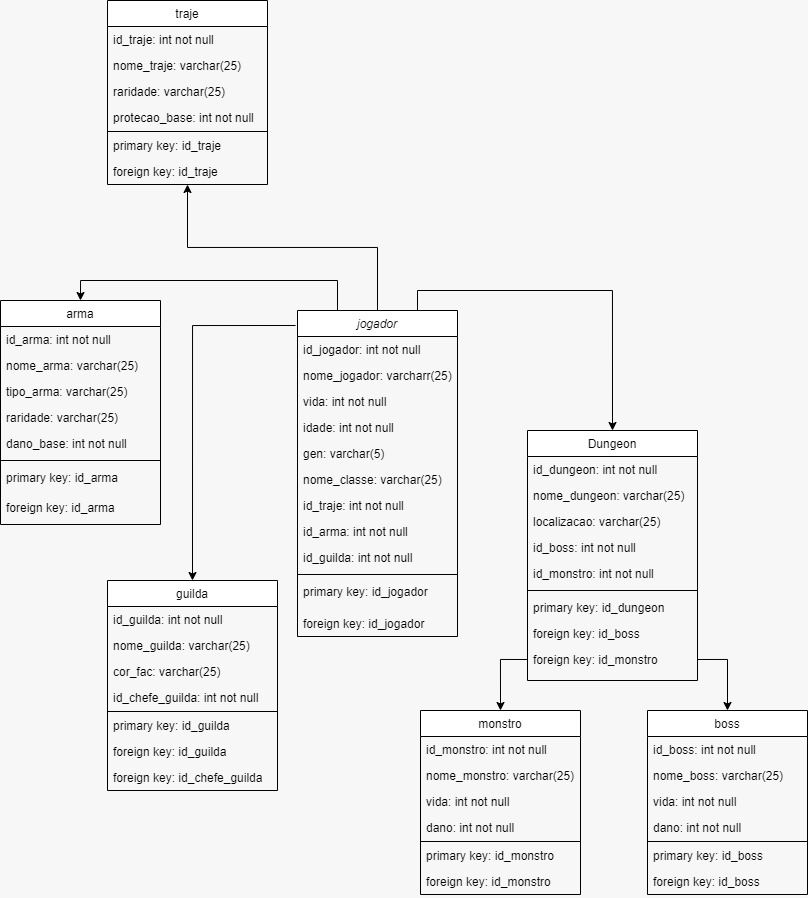 traje
id_traje: int not null
nome_traje: varchar(25)
raridade: varchar(25)
protecao_base: int not null
primary key: id_traje
foreign key: id_traje
arma
id_arma: int not null
nome_arma: varchar(25)
tipo_arma: varchar(25)
raridade: varchar(25)
dano_base: int not null
primary key: id_arma
foreign key: id_arma
jogador
id_jogador: int not null
nome_jogador: varcharr(25)
vida: int not null
idade: int not null
gen: varchar(5)
nome_classe: varchar(25)
id_traje: int not null
id_arma: int not null
id_guilda: int not null
primary key: id_jogador
foreign key: id_jogador
Dungeon
id_dungeon: int not null
nome_dungeon: varchar(25)
localizacao: varchar(25)
id_boss: int not null
id_monstro: int not null
primary key: id_dungeon
foreign key: id_boss
foreign key: id_monstro
guilda
id_guilda: int not null
nome_guilda: varchar(25)
cor_fac: varchar(25)
id_chefe_guilda: int not null
primary key: id_guilda
foreign key: id_guilda
foreign key: id_chefe_guilda
monstro
id_monstro: int not null
nome_monstro: varchar(25)
vida: int not null
dano: int not null
primary key: id_monstro
foreign key: id_monstro
boss
id_boss: int not null
nome_boss: varchar(25)
vida: int not null
dano: int not null
primary key: id_boss
foreign key: id_boss